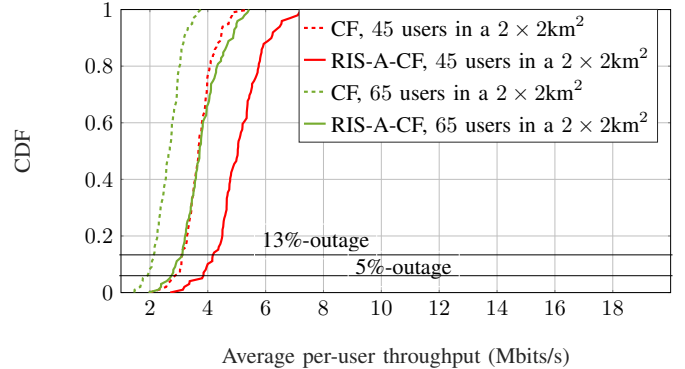 1
0.8
0.6
0.4
0.2
0
CDF
CF, 45 users in a 2 × 2km²
RIS-A-CF, 45 users in a 2 × 2km²
CF, 65 users in a 2 × 2km²
RIS-A-CF, 65 users in a 2 × 2km²
13%-outage
5%-outage
2 4 6 8 10 12 14 16 18
Average per-user throughput (Mbits/s)